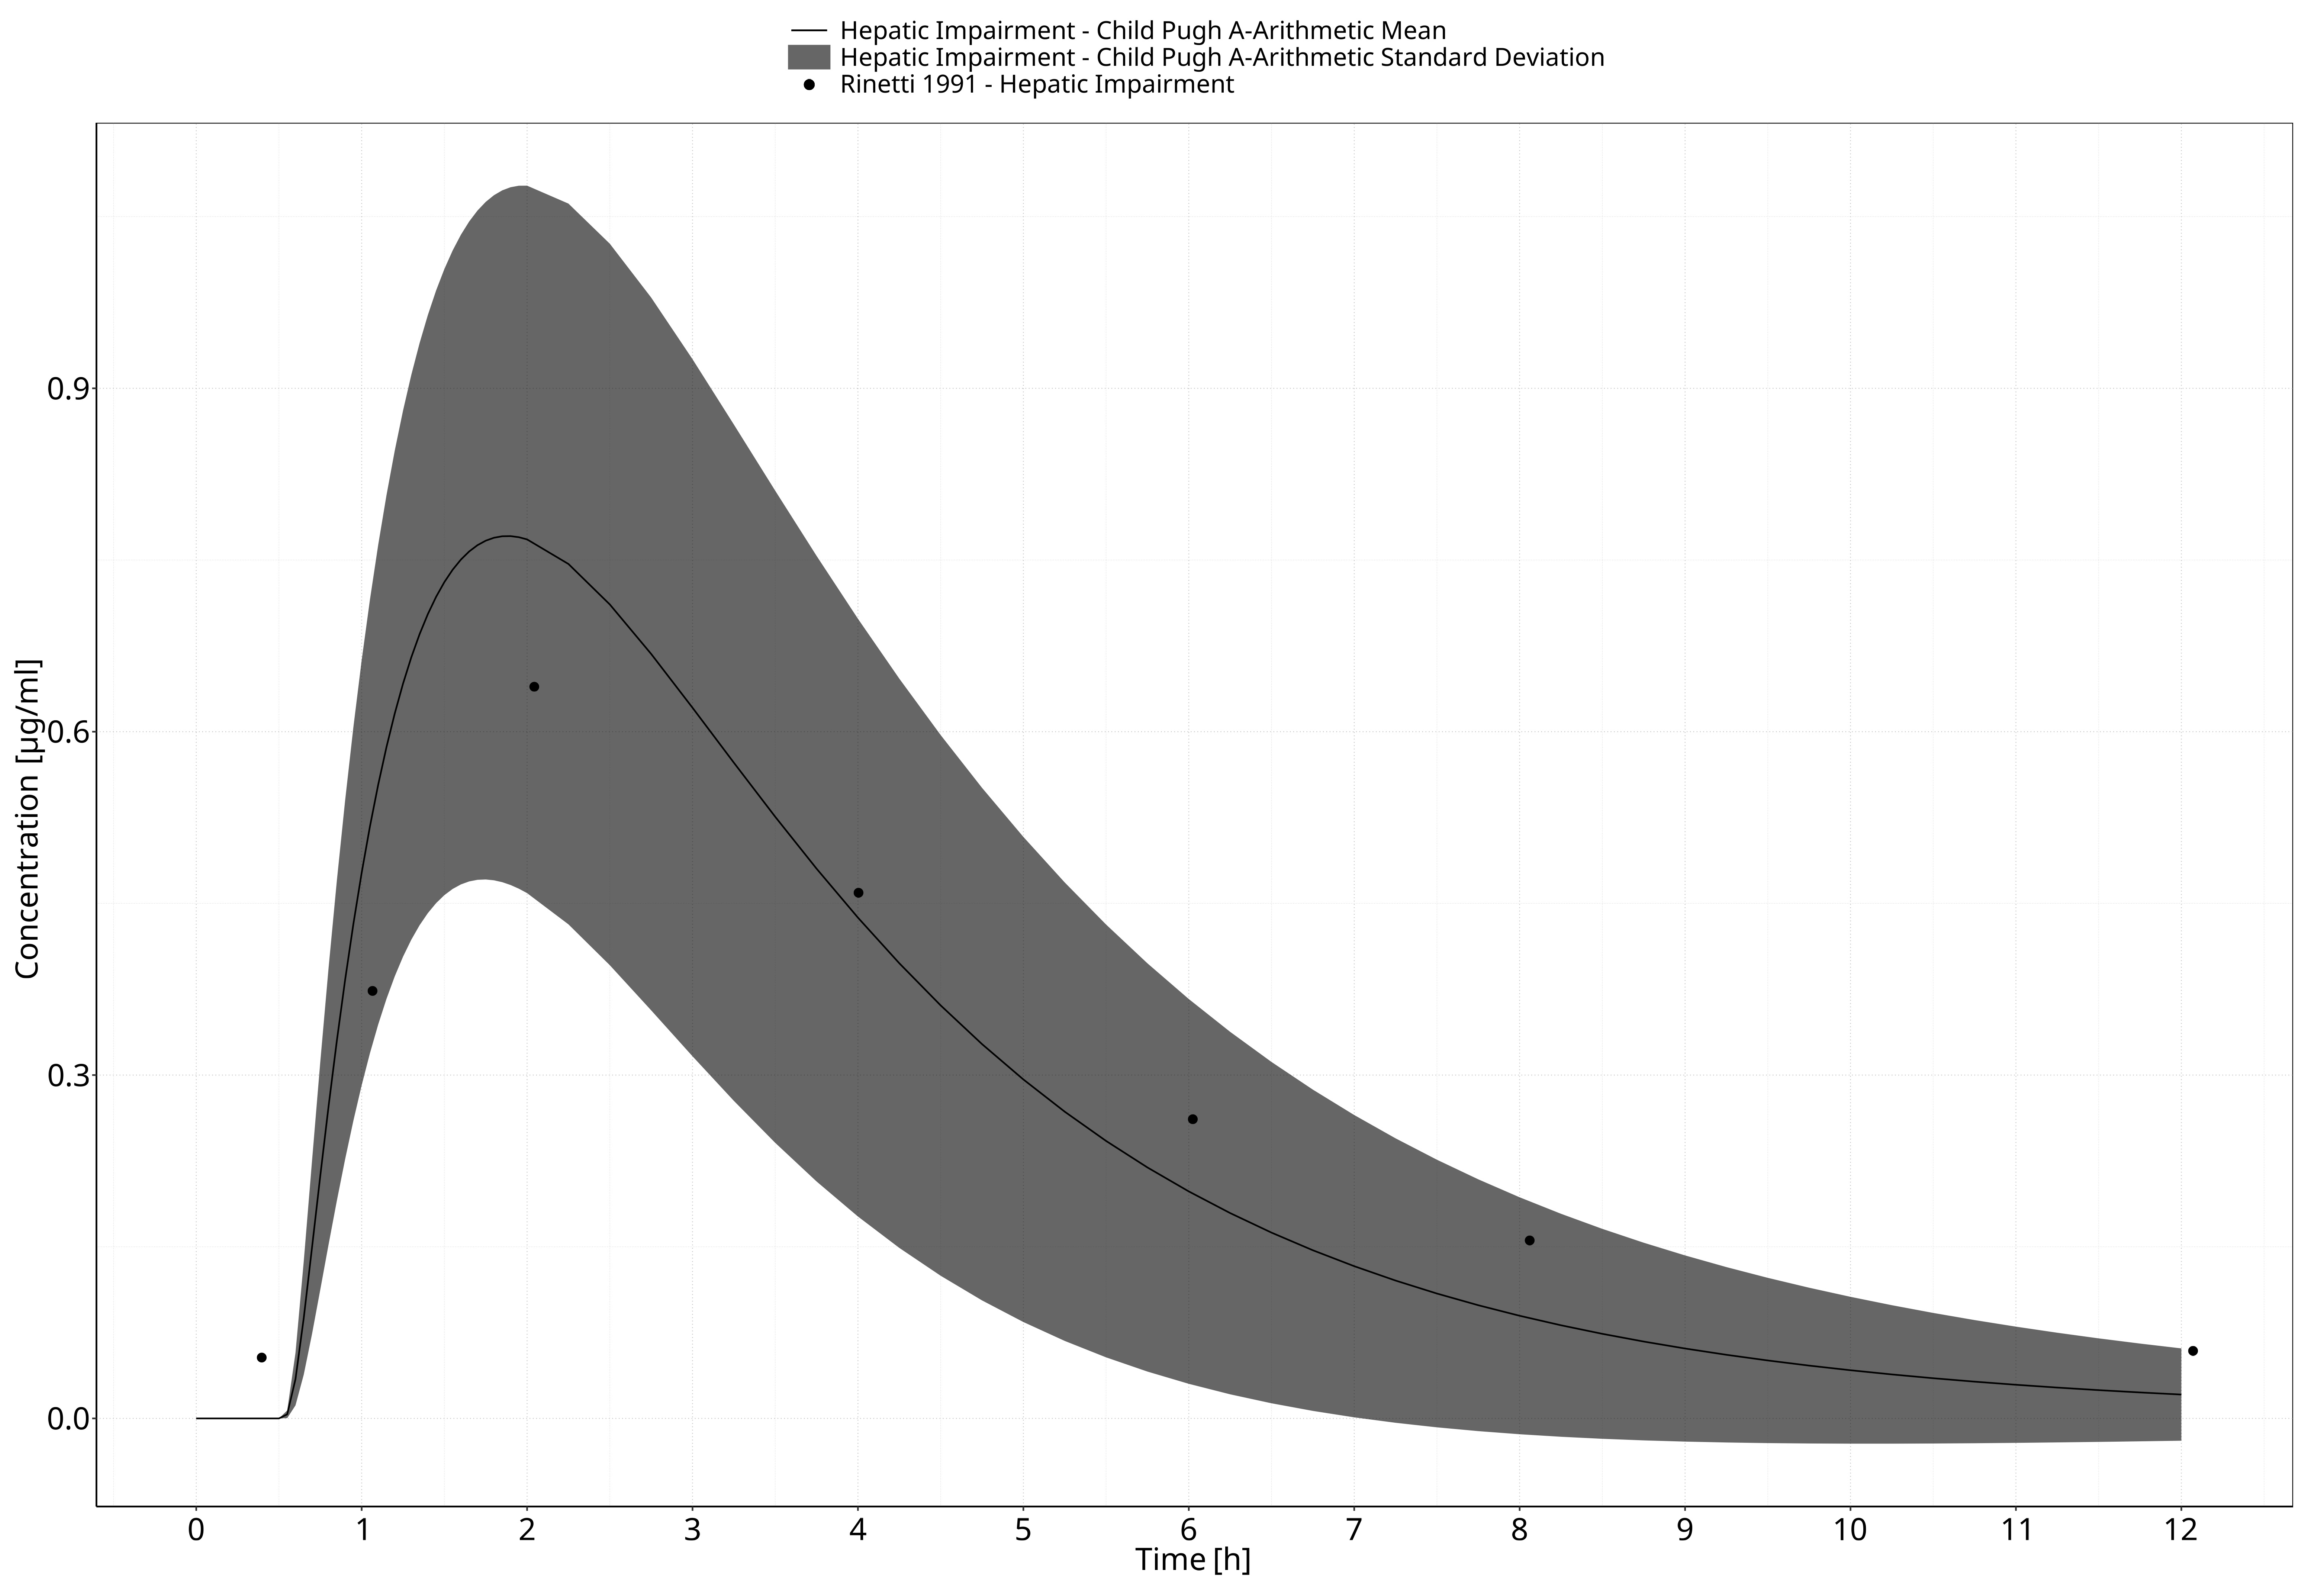 Hepatic Impairment - Child Pugh A-Arithmetic Mean
Hepatic Impairment - Child Pugh A-Arithmetic Standard Deviation
Rinetti 1991 - Hepatic Impairment
Concentration [µg/ml]
0.9
0.6
0.3
0.0
0 1 2 3 4 5 6 7 8 9 10 11 12
Time [h]